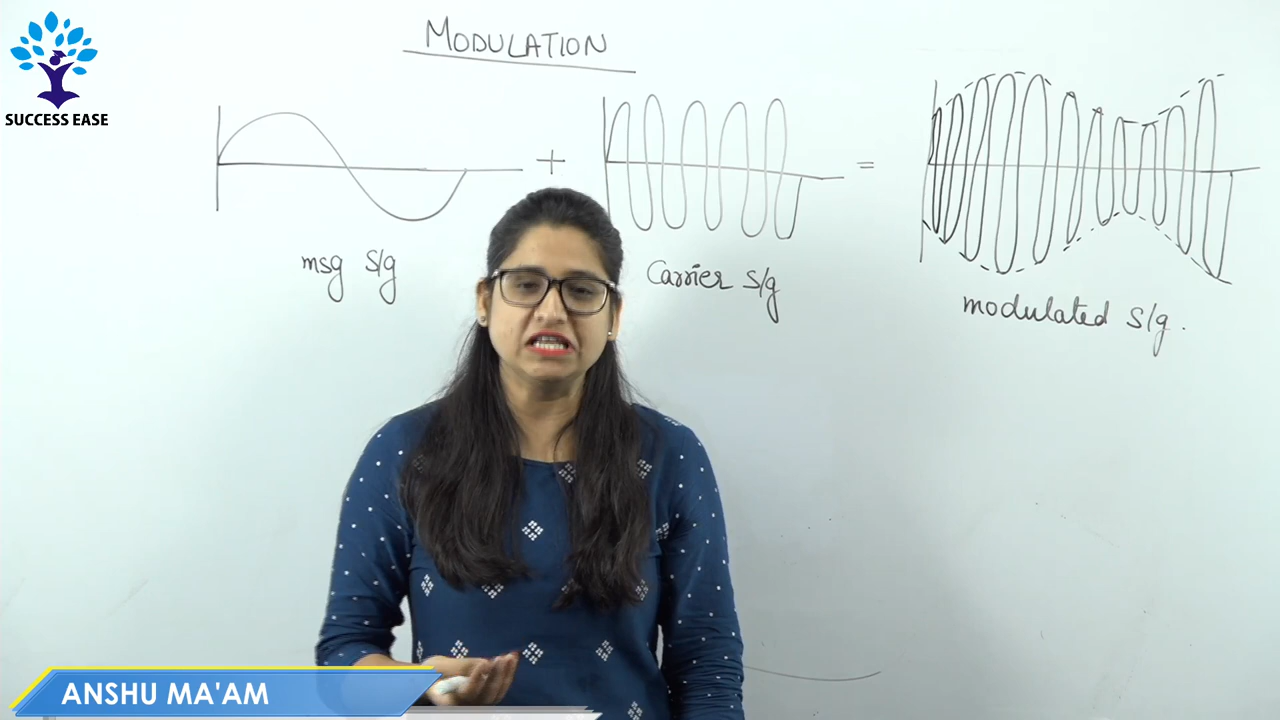 SUCCESS EASE
MODULATION
+
=
msg s/g
Carrier s/g
modulated s/g.
ANSHU MA'AM